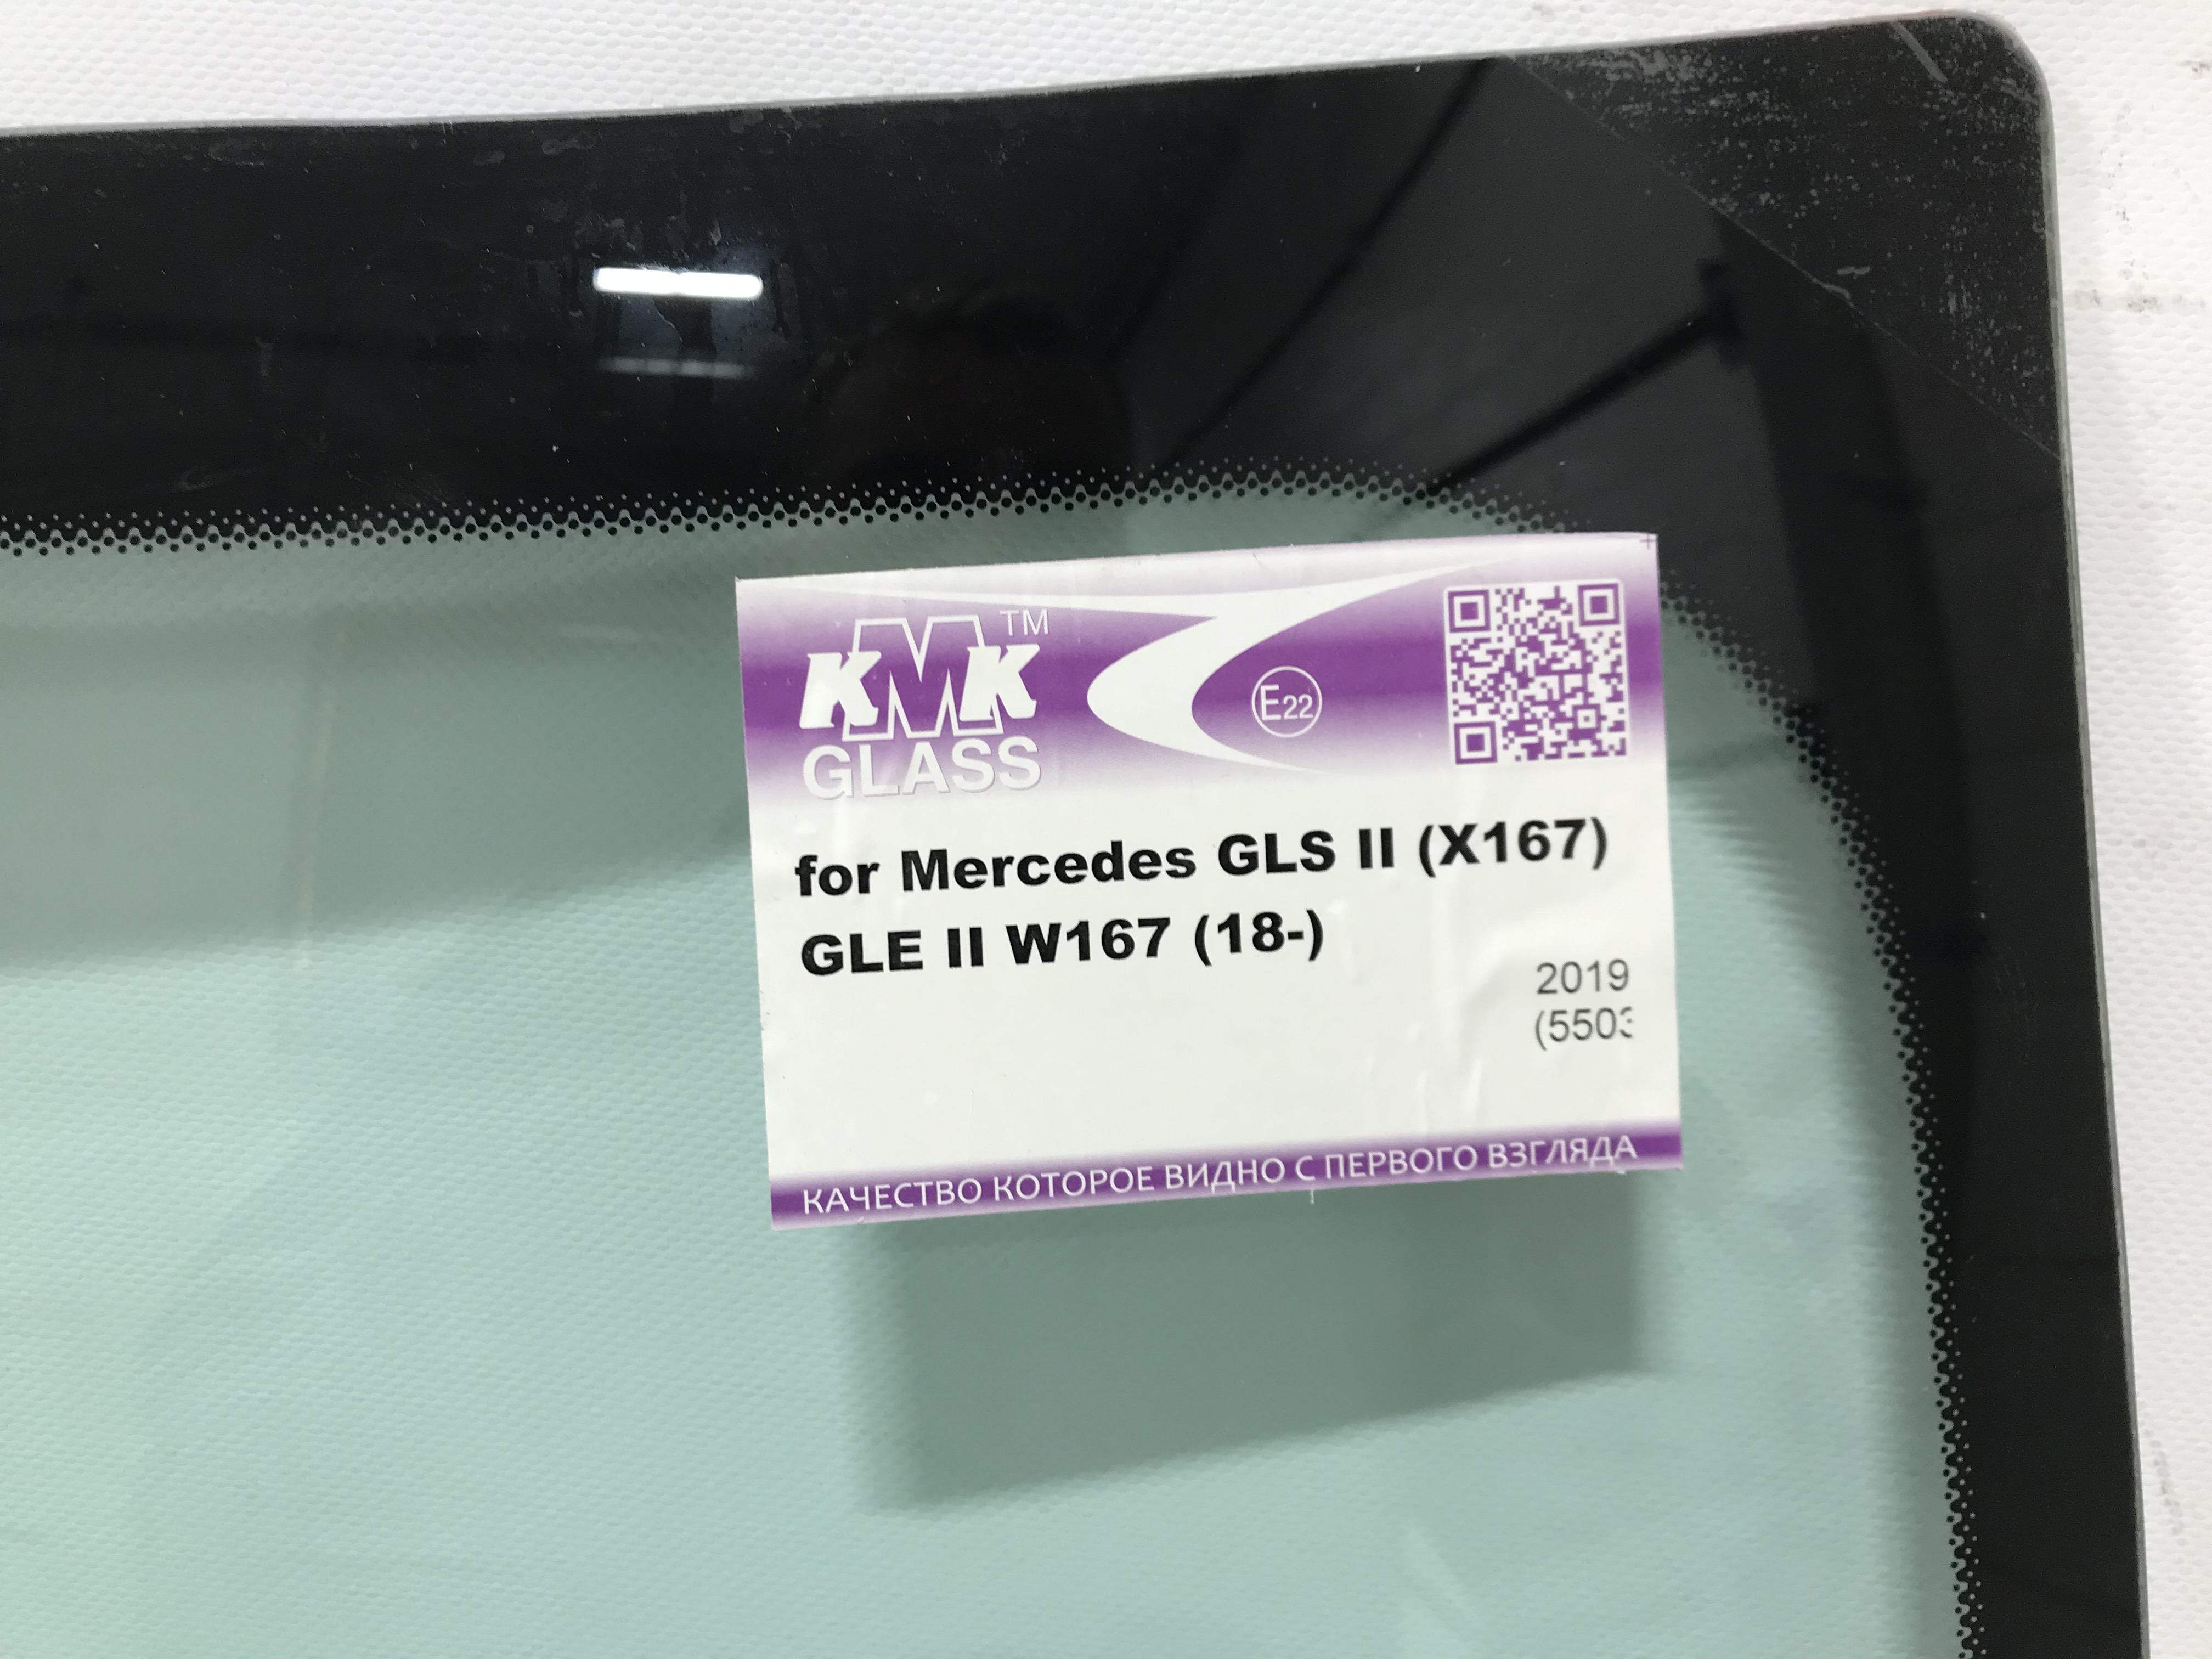 KMK™
GLASS
E22
for Mercedes GLS II (X167)
GLE II W167 (18-)
2019
(5503
КАЧЕСТВО КОТОРОЕ ВИДНО С ПЕРВОГО ВЗГЛЯДА